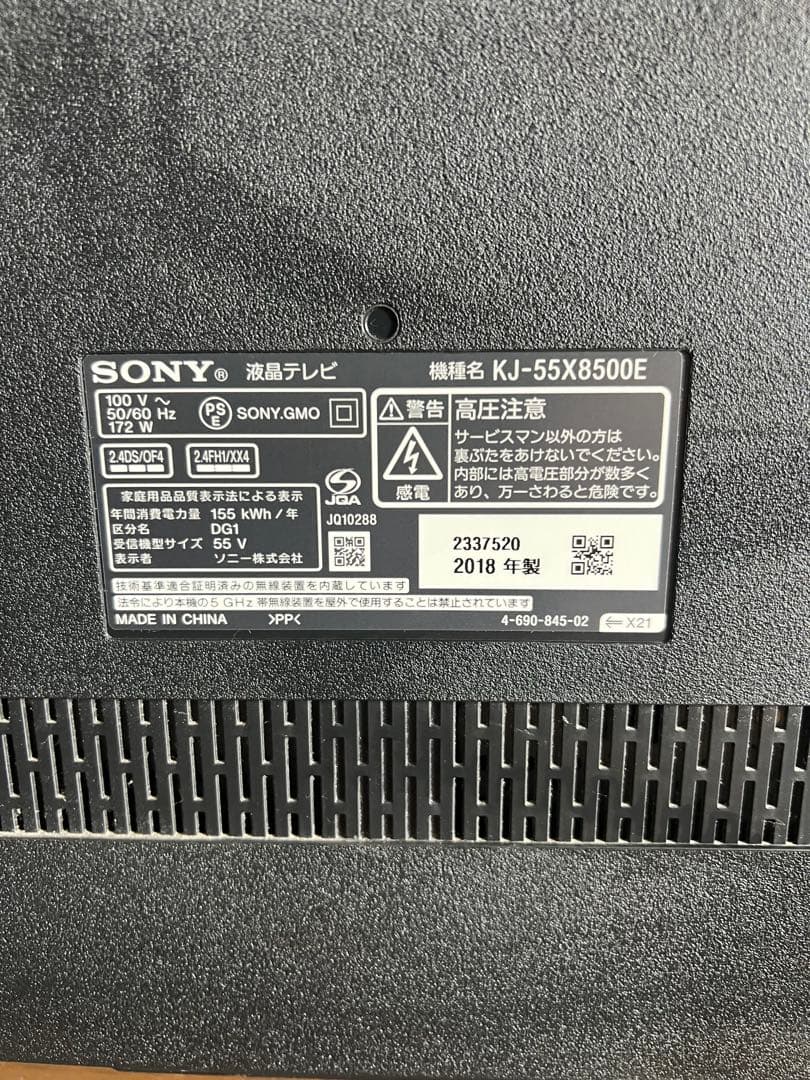 SONY® 液晶テレビ 機種名 KJ-55X8500E
100 V ~
50/60 Hz
172 W
PS
E
SONY.GMO
2.4DS/OF4 2.4FH1/XX4
家庭用品品質表示法による表示
年間消費電力量 155 kWh / 年
区分名 DG1
受信機型サイズ 55 V
表示者 ソニー株式会社
JQA
JQ10288
警告 高圧注意
感電
サービスマン以外の方は
裏ぶたをあけないでください。
内部には高電圧部分が数多く
あり、万一さわると危険です。
2337520
2018 年製
技術基準適合証明済みの無線装置を内蔵しています
法令により本機の5 GHz 帯無線装置を屋外で使用することは禁止されています
MADE IN CHINA >PP< 4-690-845-02 ⇐ X21